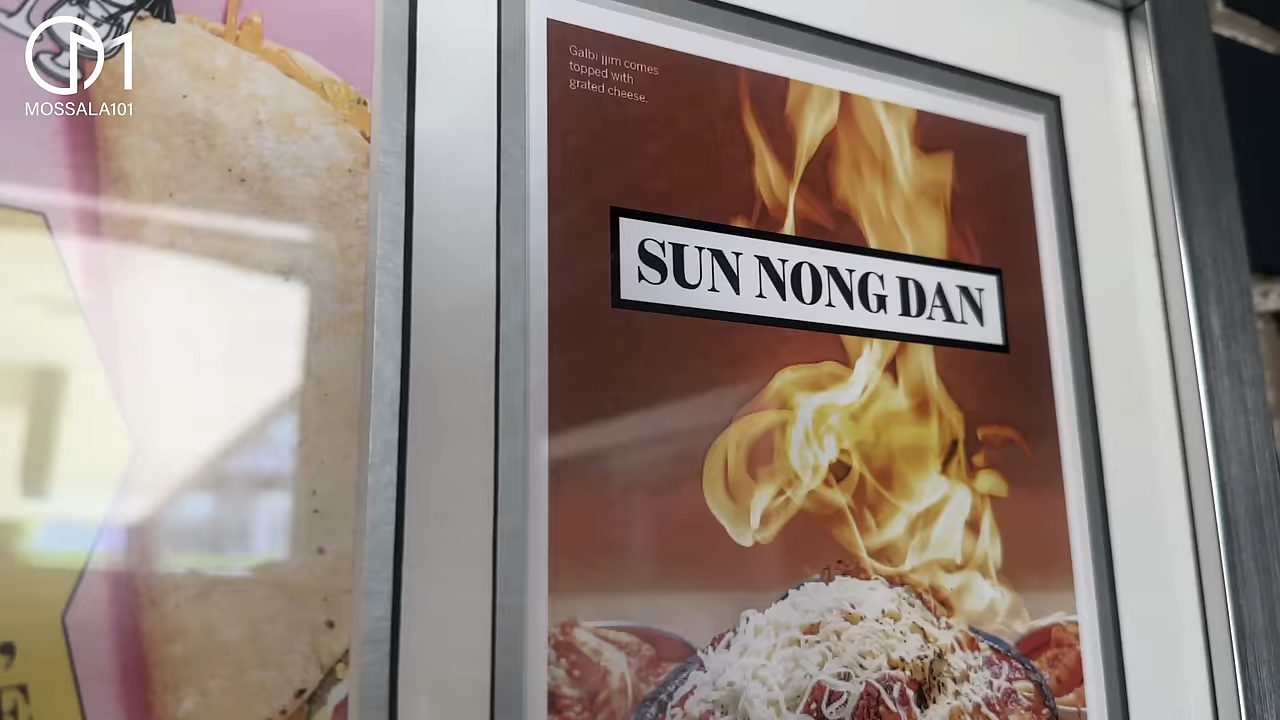 MOSSALA101
Galbi jjim comes
topped with
grated cheese.
SUN NONG DAN